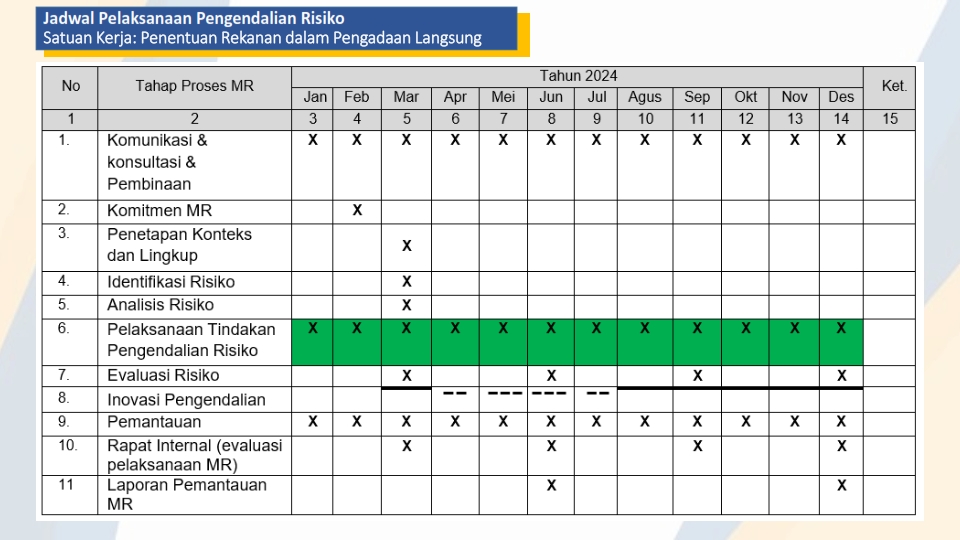 Jadwal Pelaksanaan Pengendalian Risiko
Satuan Kerja: Penentuan Rekanan dalam Pengadaan Langsung
No Tahap Proses MR Tahun 2024 Ket.
Jan Feb Mar Apr Mei Jun Jul Agus Sep Okt Nov Des
1 2 3 4 5 6 7 8 9 10 11 12 13 14 15
1. Komunikasi & X X X X X X X X X X X X
konsultasi &
Pembinaan
2. Komitmen MR X
3. Penetapan Konteks
dan Lingkup X
4. Identifikasi Risiko X
5. Analisis Risiko X
6. Pelaksanaan Tindakan X X X X X X X X X X X X
Pengendalian Risiko
7. Evaluasi Risiko X X X X
8. Inovasi Pengendalian
9. Pemantauan X X X X X X X X X X X X
10. Rapat Internal (evaluasi X X X X
pelaksanaan MR)
11 Laporan Pemantauan X X
MR